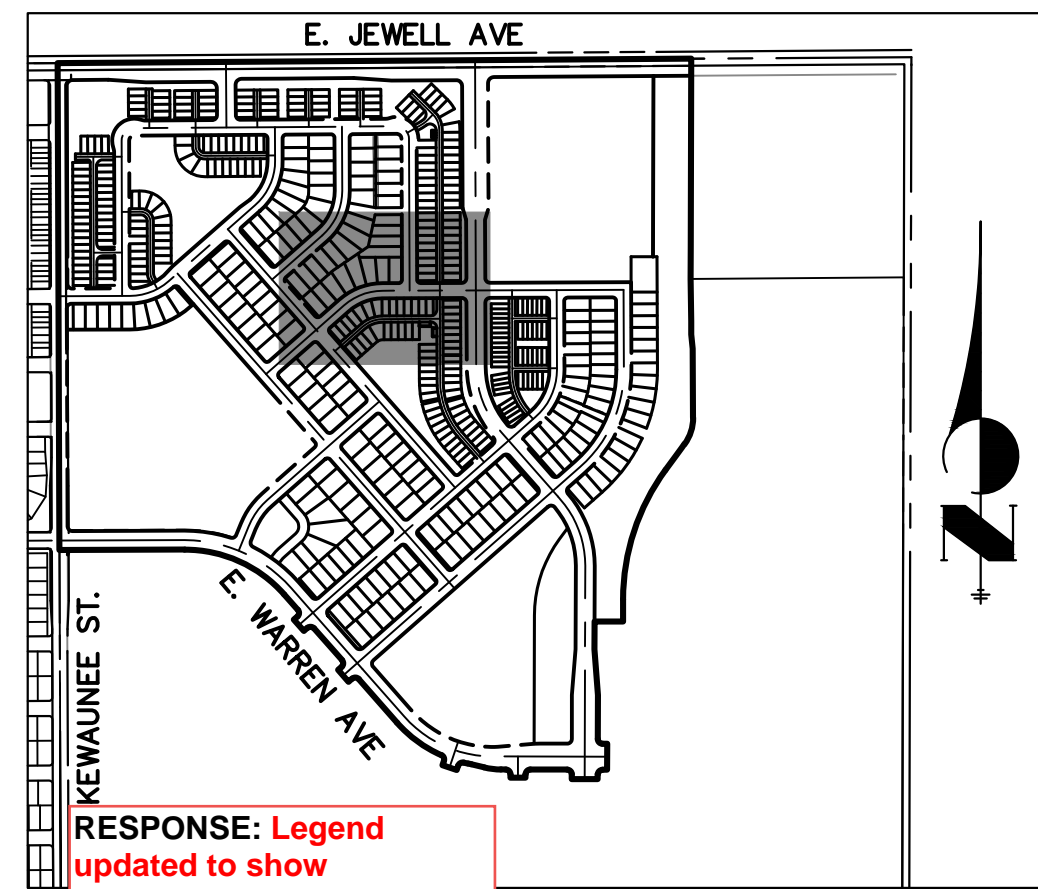 E. JEWELL AVE
N
E. WARREN AVE
KEWAUNEE ST.
RESPONSE: Legend
updated to show